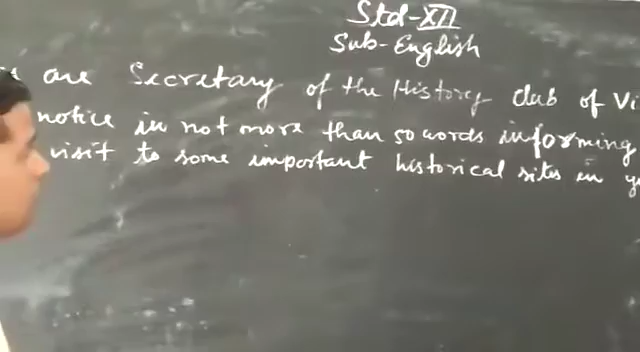 Std-XII
Sub-English
are Secretary of the History club of Vi
notice in not more than 50 words informing
visit to some important historical sites in